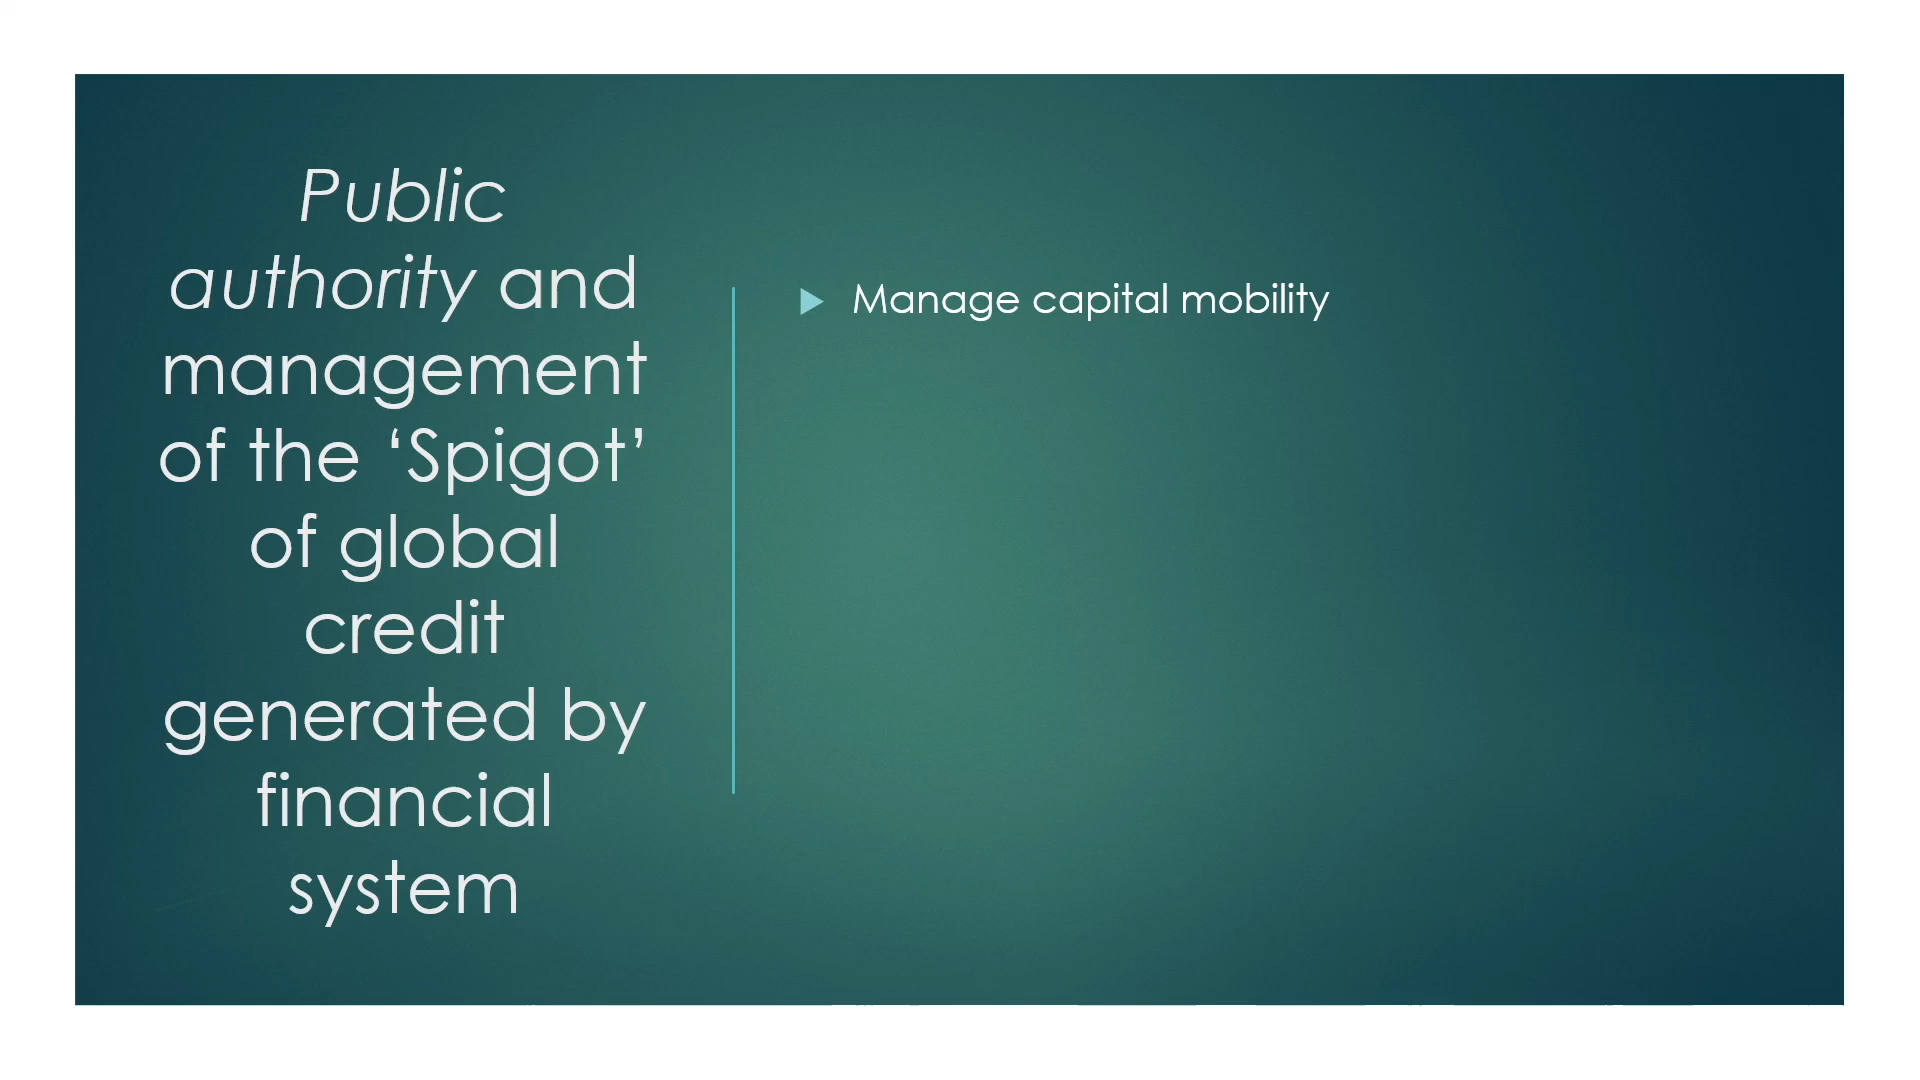 Public
authority and
management
of the ‘Spigot’
of global
credit
generated by
financial
system
Manage capital mobility